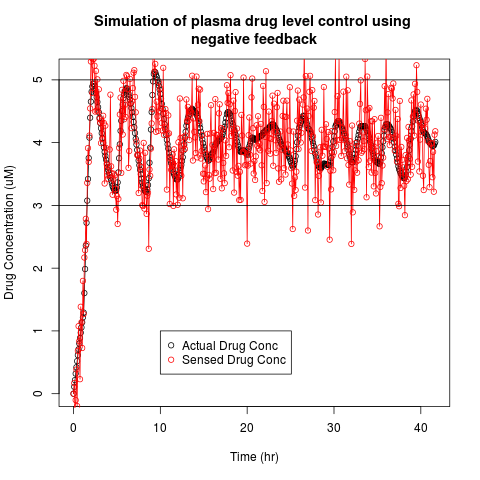 Simulation of plasma drug level control using
negative feedback
Drug Concentration (uM)
5
4
3
2
1
0
Actual Drug Conc
Sensed Drug Conc
0 10 20 30 40
Time (hr)